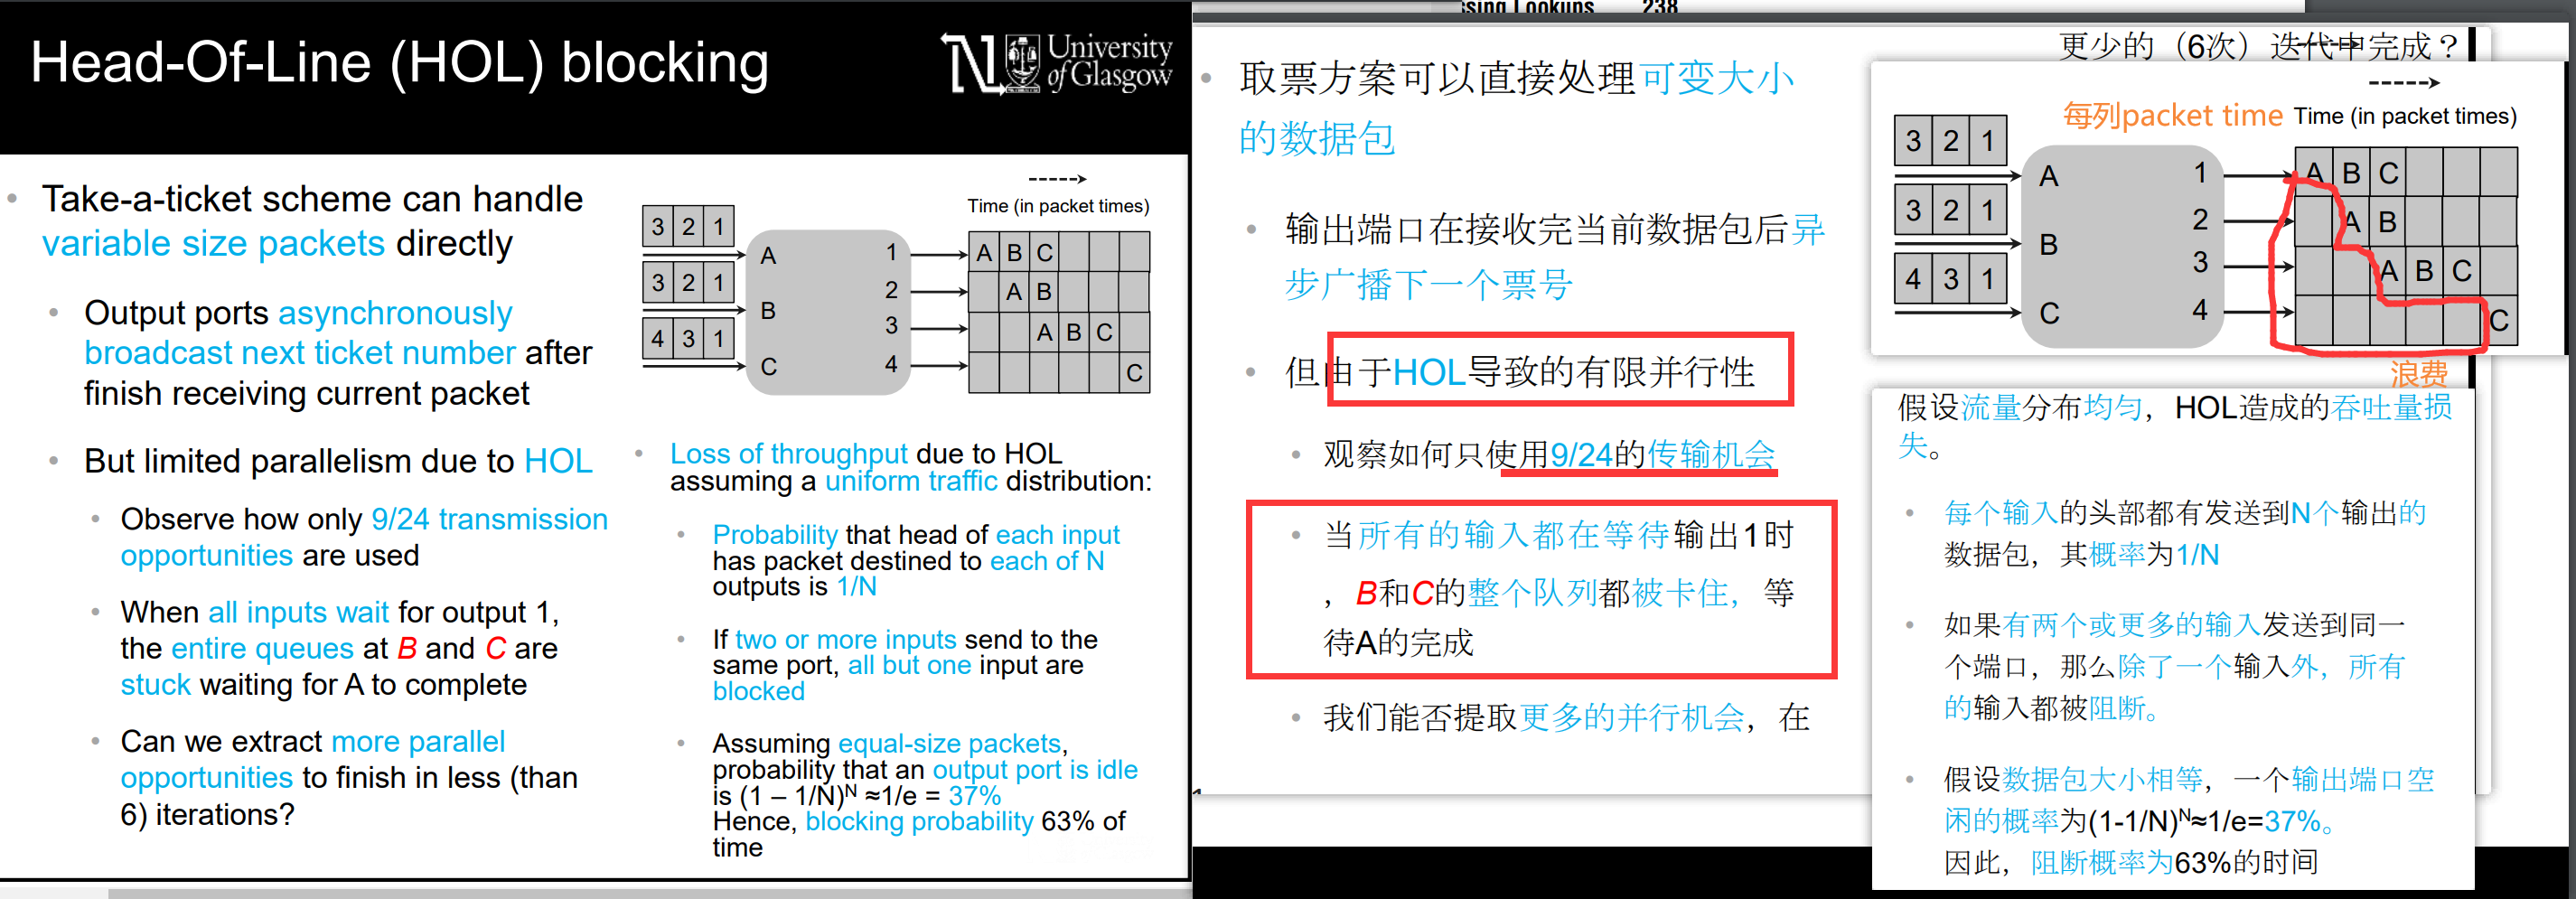 Head-Of-Line (HOL) blocking
University
of Glasgow
Take-a-ticket scheme can handle
variable size packets directly
Output ports asynchronously
broadcast next ticket number after
finish receiving current packet
But limited parallelism due to HOL
Observe how only 9/24 transmission
opportunities are used
When all inputs wait for output 1,
the entire queues at B and C are
stuck waiting for A to complete
Can we extract more parallel
opportunities to finish in less (than
6) iterations?
Time (in packet times)
3 2 1
A 1 A B C
3 2 1
2 A B
B
4 3 1
3 A B C
C 4 C
Loss of throughput due to HOL
assuming a uniform traffic distribution:
Probability that head of each input
has packet destined to each of N
outputs is 1/N
If two or more inputs send to the
same port, all but one input are
blocked
Assuming equal-size packets,
probability that an output port is idle
is (1 – 1/N)ᴺ ≈1/e = 37%
Hence, blocking probability 63% of
time
ssing Lookups 238
取票方案可以直接处理可变大小
的数据包
输出端口在接收完当前数据包后异
步广播下一个票号
但由于HOL导致的有限并行性
观察如何只使用9/24的传输机会
当所有的输入都在等待输出1时
，B和C的整个队列都被卡住，等
待A的完成
我们能否提取更多的并行机会，在
更少的（6次）迭代中完成？
每列packet time Time (in packet times)
3 2 1
A 1 A B C
3 2 1
2 A B
B
4 3 1
3 A B C
C 4 C
浪费
假设流量分布均匀，HOL造成的吞吐量损
失。
每个输入的头部都有发送到N个输出的
数据包，其概率为1/N
如果有两个或更多的输入发送到同一
个端口，那么除了一个输入外，所有
的输入都被阻断。
假设数据包大小相等，一个输出端口空
闲的概率为(1-1/N)ᴺ≈1/e=37%。
因此，阻断概率为63%的时间